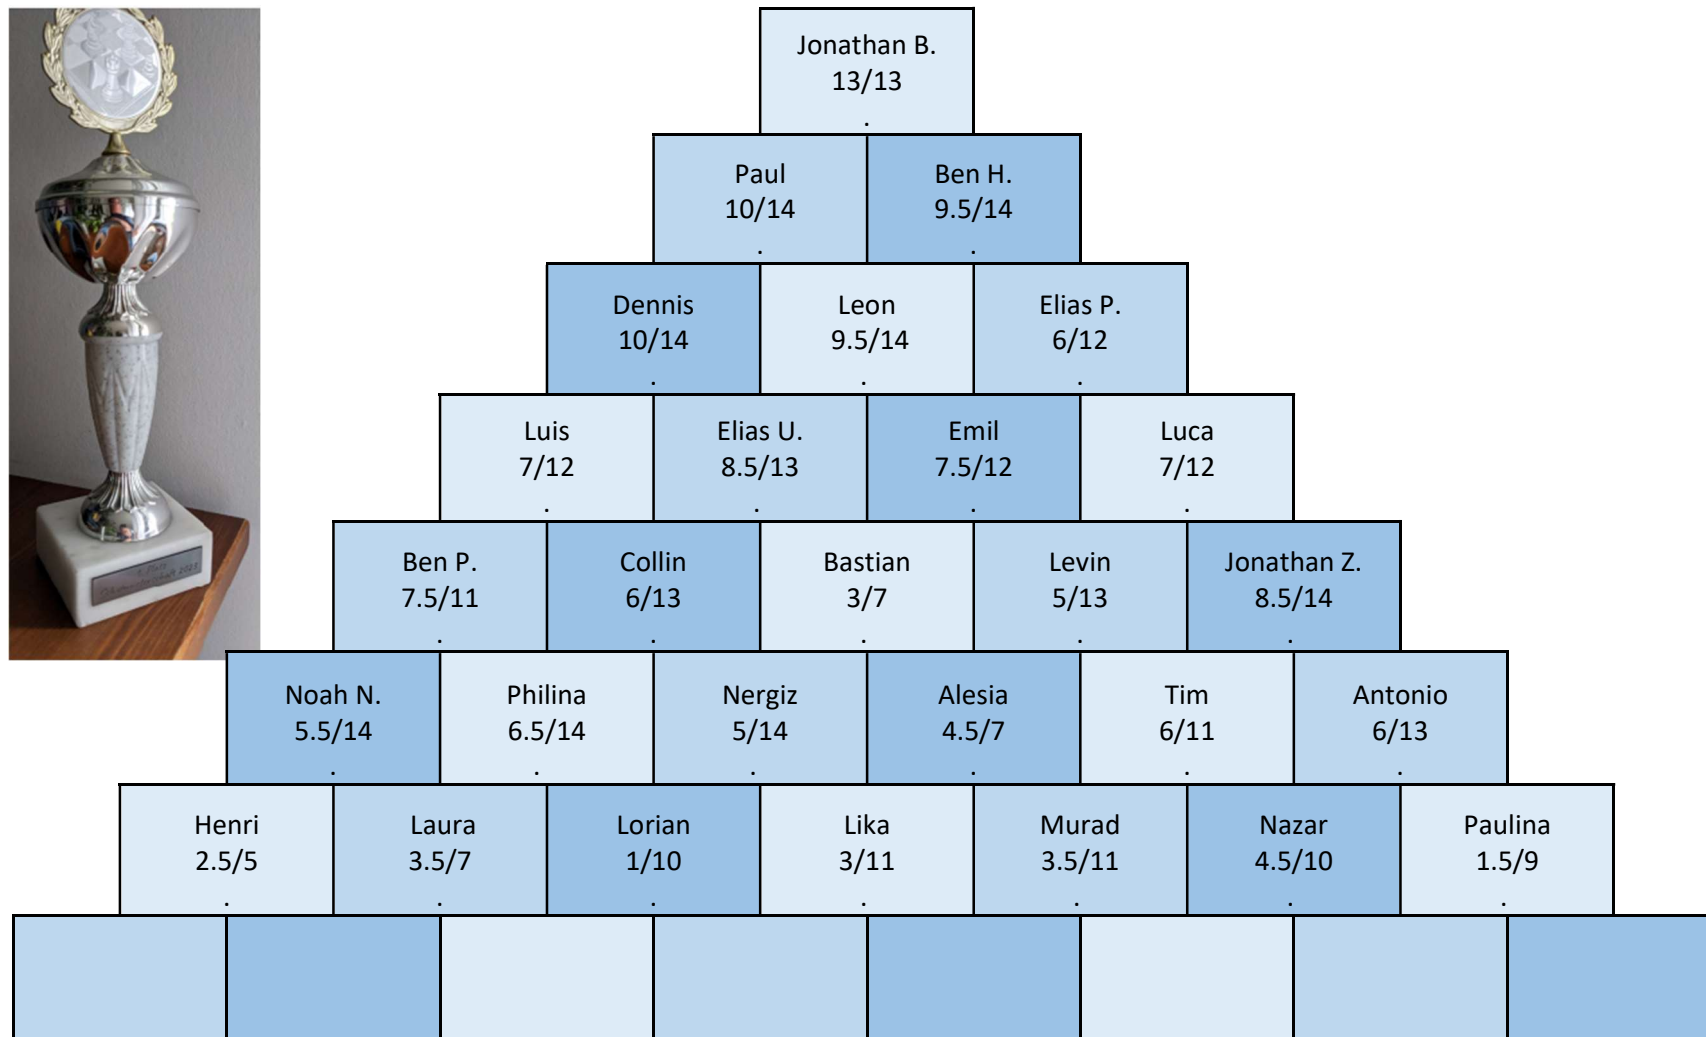 Jonathan B.
13/13
.
Paul
10/14
.
Ben H.
9.5/14
.
Dennis
10/14
.
Leon
9.5/14
.
Elias P.
6/12
.
Luis
7/12
.
Elias U.
8.5/13
.
Emil
7.5/12
.
Luca
7/12
.
Ben P.
7.5/11
.
Collin
6/13
.
Bastian
3/7
.
Levin
5/13
.
Jonathan Z.
8.5/14
.
Noah N.
5.5/14
.
Philina
6.5/14
.
Nergiz
5/14
.
Alesia
4.5/7
.
Tim
6/11
.
Antonio
6/13
.
Henri
2.5/5
.
Laura
3.5/7
.
Lorian
1/10
.
Lika
3/11
.
Murad
3.5/11
.
Nazar
4.5/10
.
Paulina
1.5/9
.